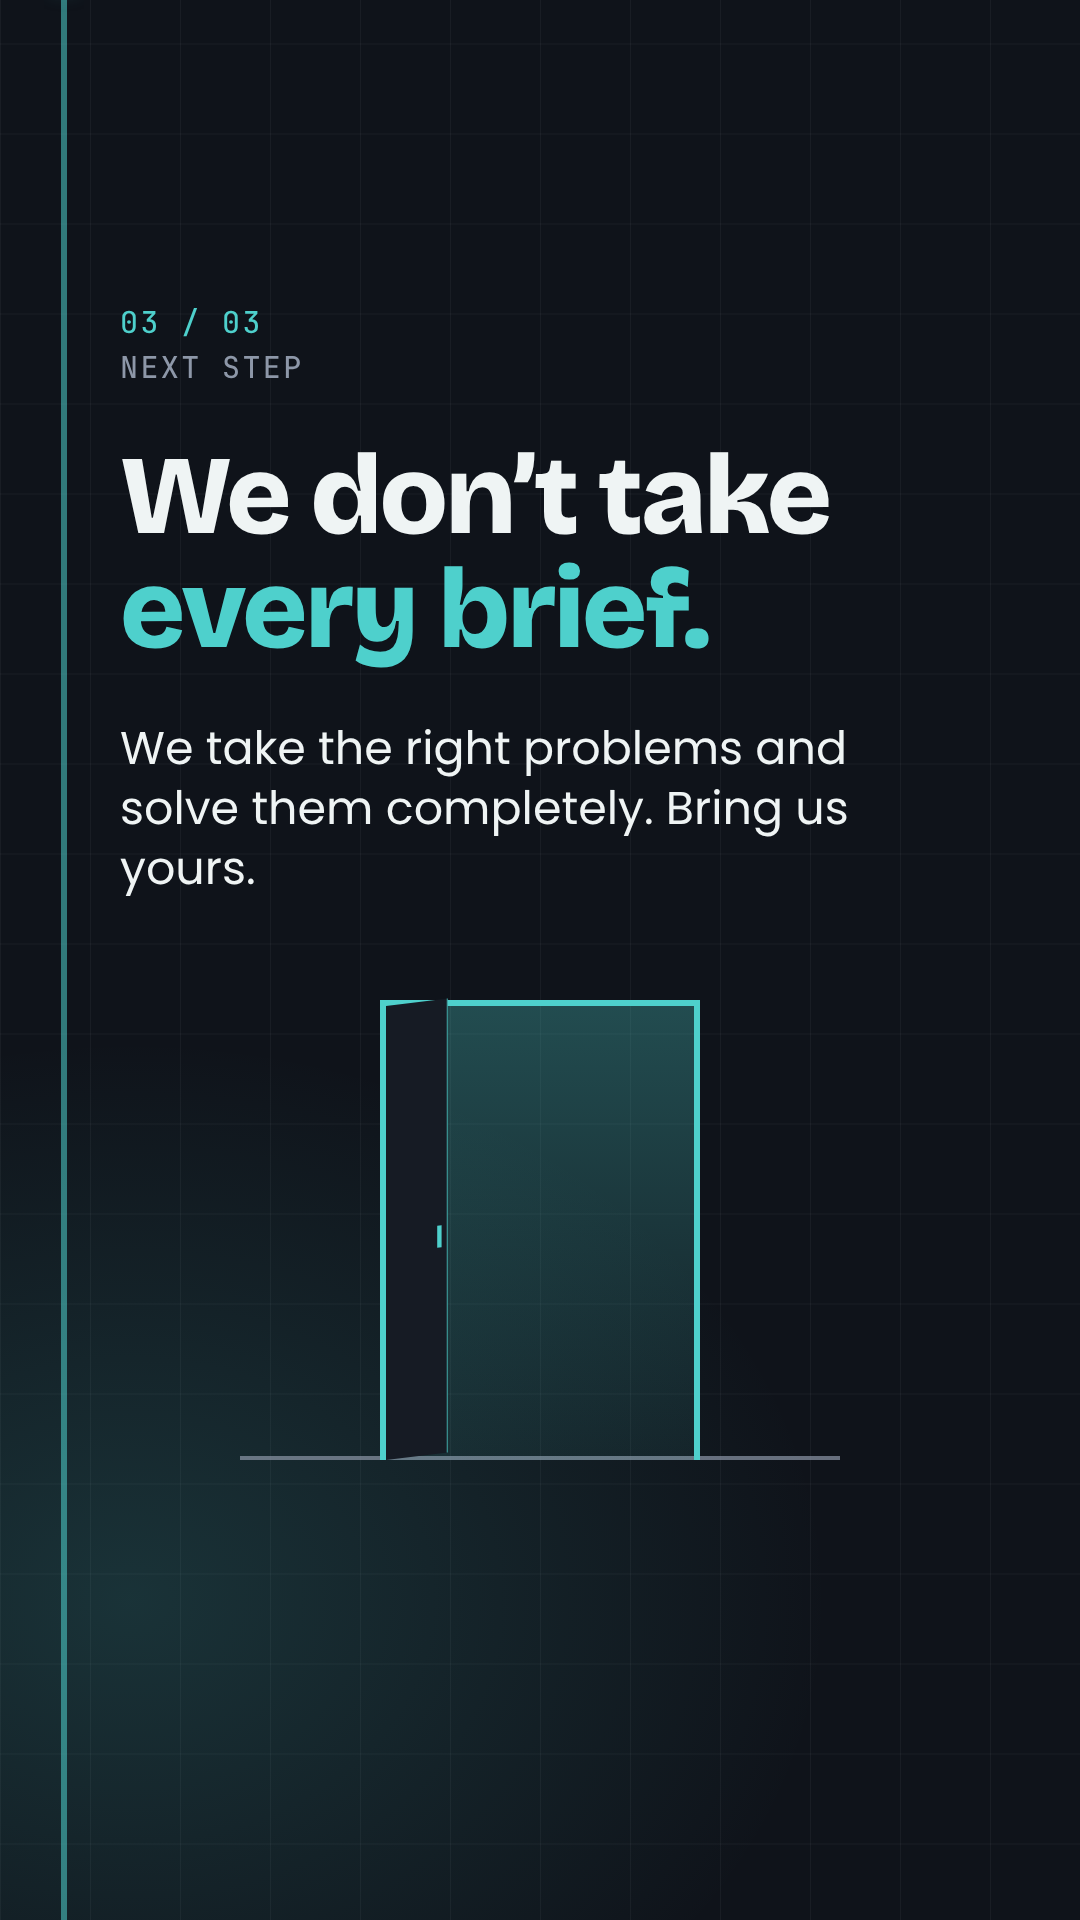 03 / 03
NEXT STEP
We don’t take
every brief.
We take the right problems and
solve them completely. Bring us
yours.